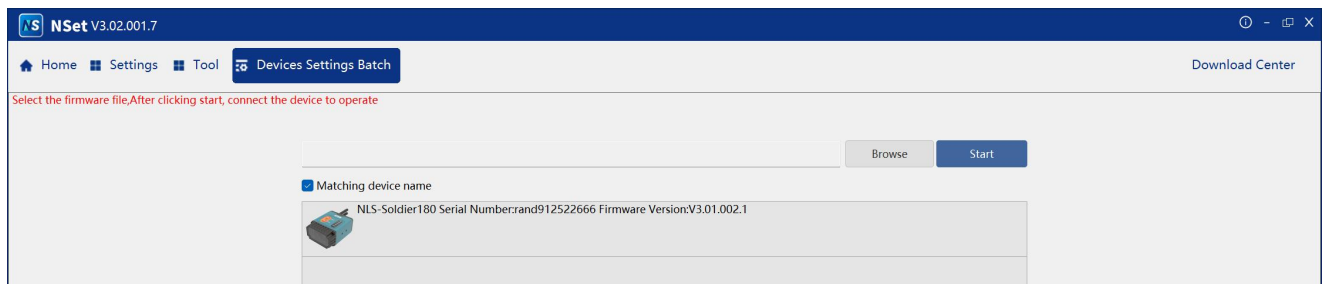 NS NSet V3.02.001.7
Home Settings Tool Devices Settings Batch Download Center
Select the firmware file,After clicking start, connect the device to operate
Browse Start
Matching device name
NLS-Soldier180 Serial Number:rand912522666 Firmware Version:V3.01.002.1